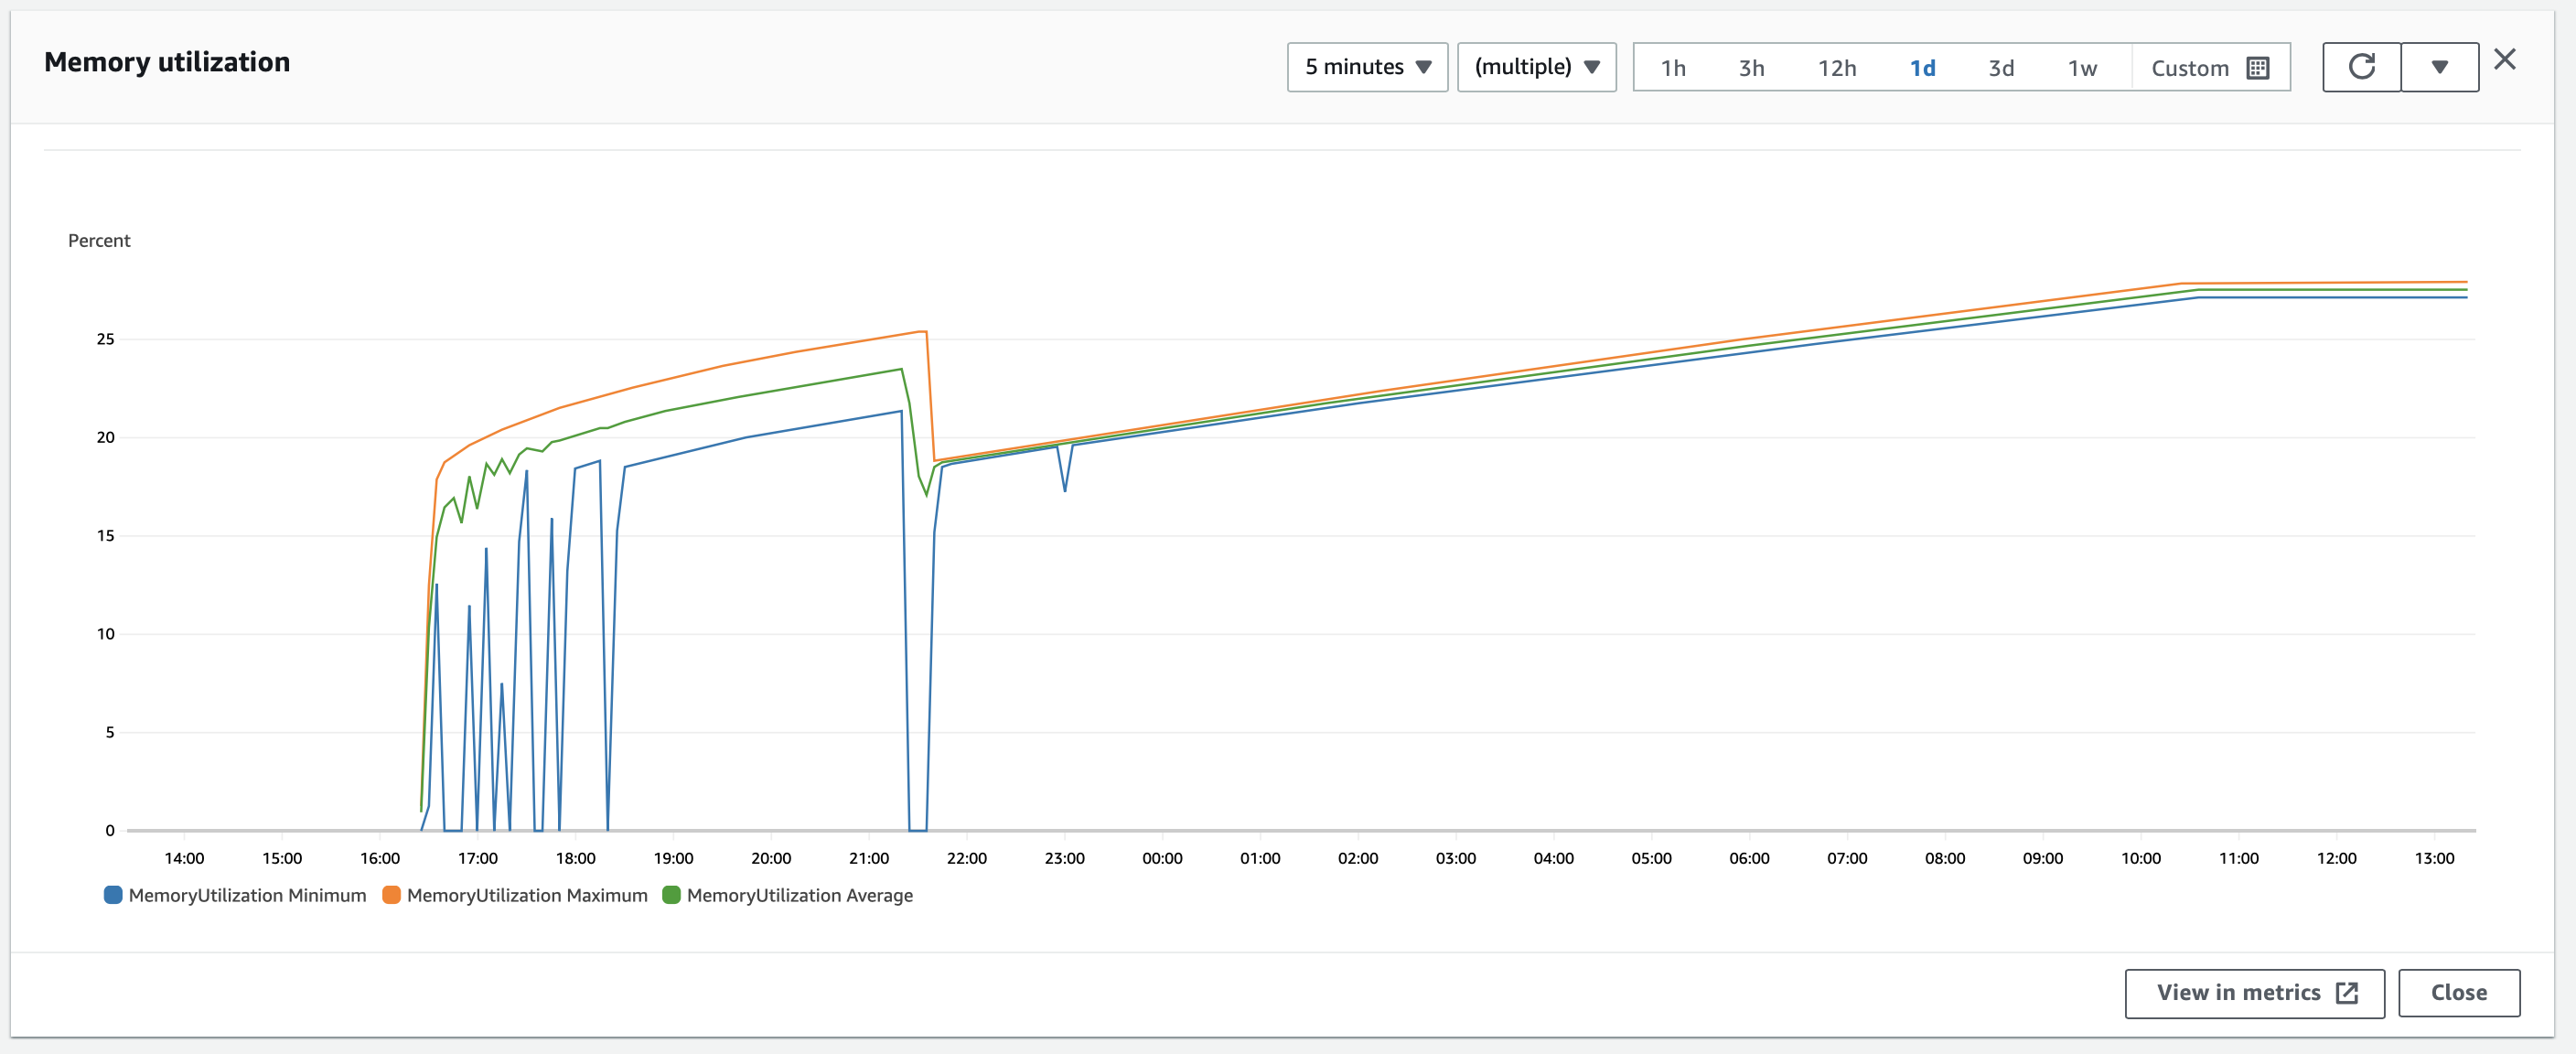 Memory utilization
5 minutes (multiple) 1h 3h 12h 1d 3d 1w Custom
Percent
25
20
15
10
5
0
14:00 15:00 16:00 17:00 18:00 19:00 20:00 21:00 22:00 23:00 00:00 01:00 02:00 03:00 04:00 05:00 06:00 07:00 08:00 09:00 10:00 11:00 12:00 13:00
MemoryUtilization Minimum MemoryUtilization Maximum MemoryUtilization Average
View in metrics Close